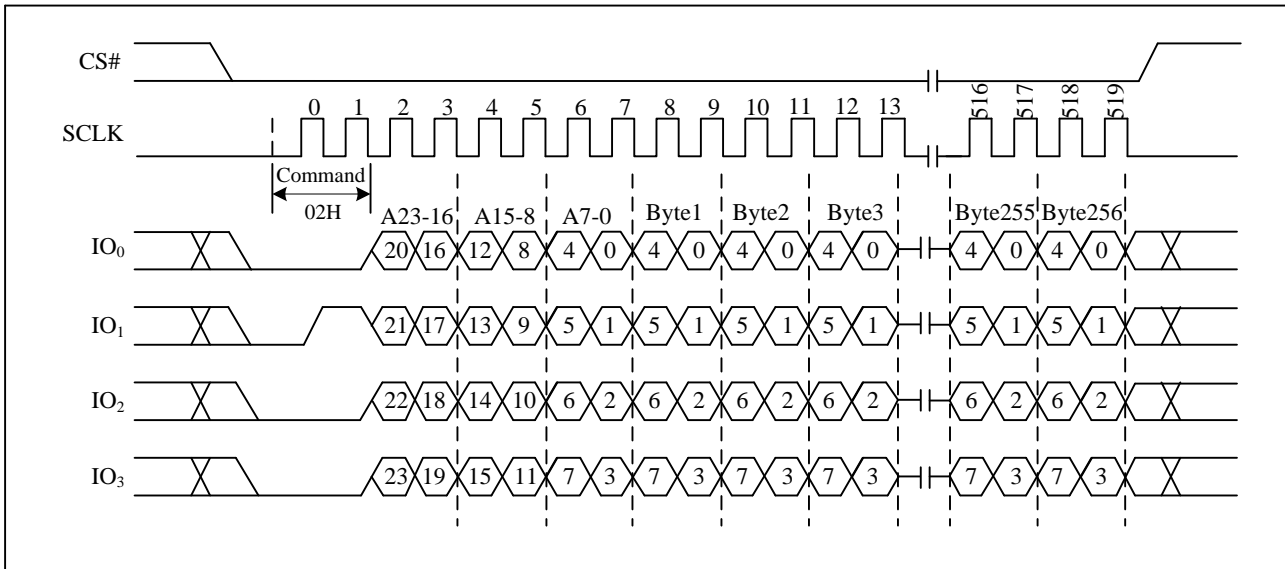 CS#
516 517 518 519
0 1 2 3 4 5 6 7 8 9 10 11 12 13
SCLK
Command
02H
A23-16 A15-8 A7-0 Byte1 Byte2 Byte3 Byte255 Byte256
IO₀ 20 16 12 8 4 0 4 0 4 0 4 0 4 0 4 0
IO₁ 21 17 13 9 5 1 5 1 5 1 5 1 5 1 5 1
IO₂ 22 18 14 10 6 2 6 2 6 2 6 2 6 2 6 2
IO₃ 23 19 15 11 7 3 7 3 7 3 7 3 7 3 7 3